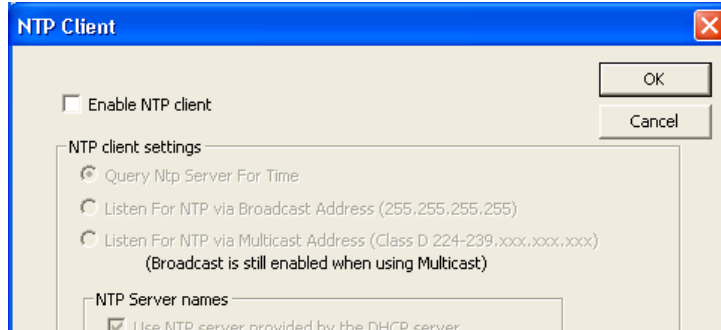 NTP Client
OK
Enable NTP client
Cancel
NTP client settings
Query Ntp Server For Time
Listen For NTP via Broadcast Address (255.255.255.255)
Listen For NTP via Multicast Address (Class D 224-239.xxx.xxx.xxx)
(Broadcast is still enabled when using Multicast)
NTP Server names
Use NTP server provided by the DHCP server